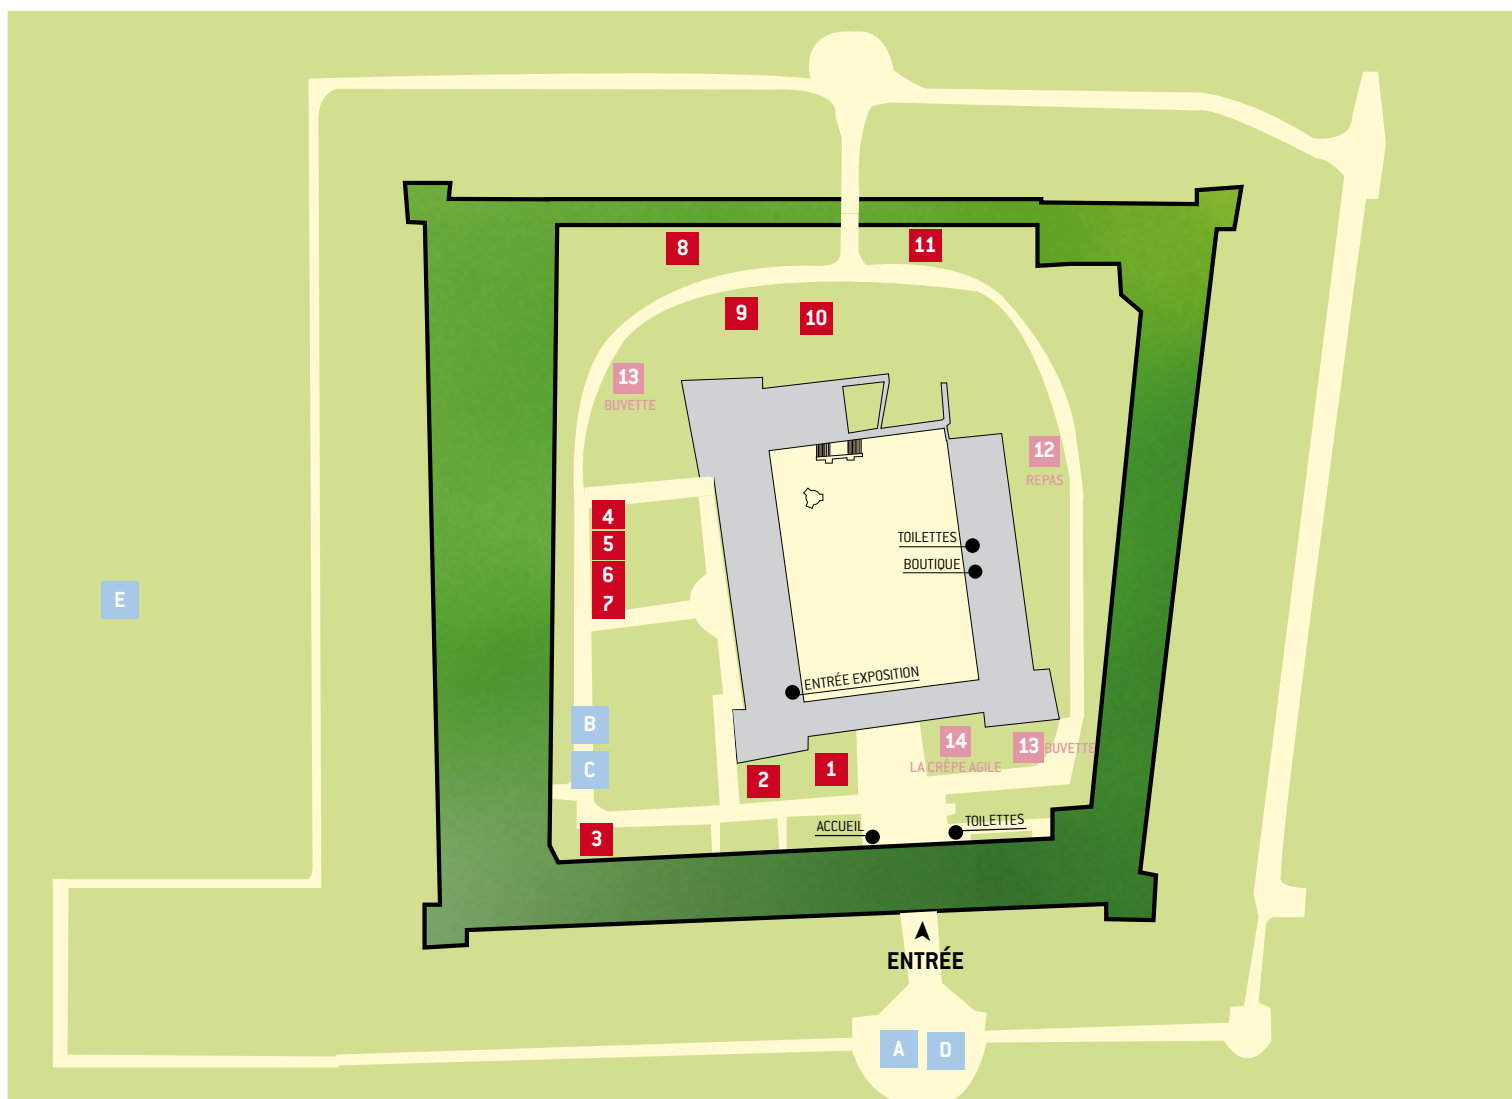 8
11
9
10
13
BUVETTE
12
REPAS
4
5
6
7
TOILETTES
BOUTIQUE
E
ENTRÉE EXPOSITION
B
C
14
LA CRÊPE AGILE
13 BUVETTE
1
2
3
ACCUEIL
TOILETTES
ENTRÉE
A
D